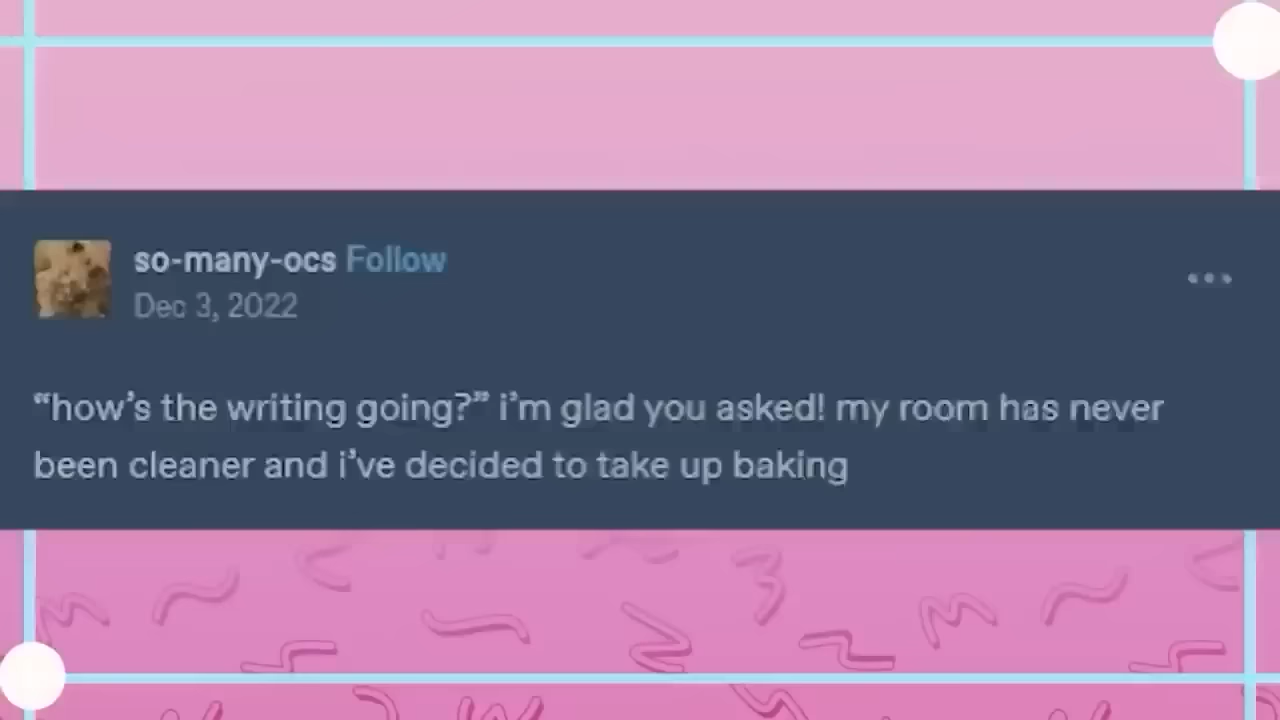 so-many-ocs Follow
Dec 3, 2022
“how’s the writing going?” i’m glad you asked! my room has never
been cleaner and i’ve decided to take up baking